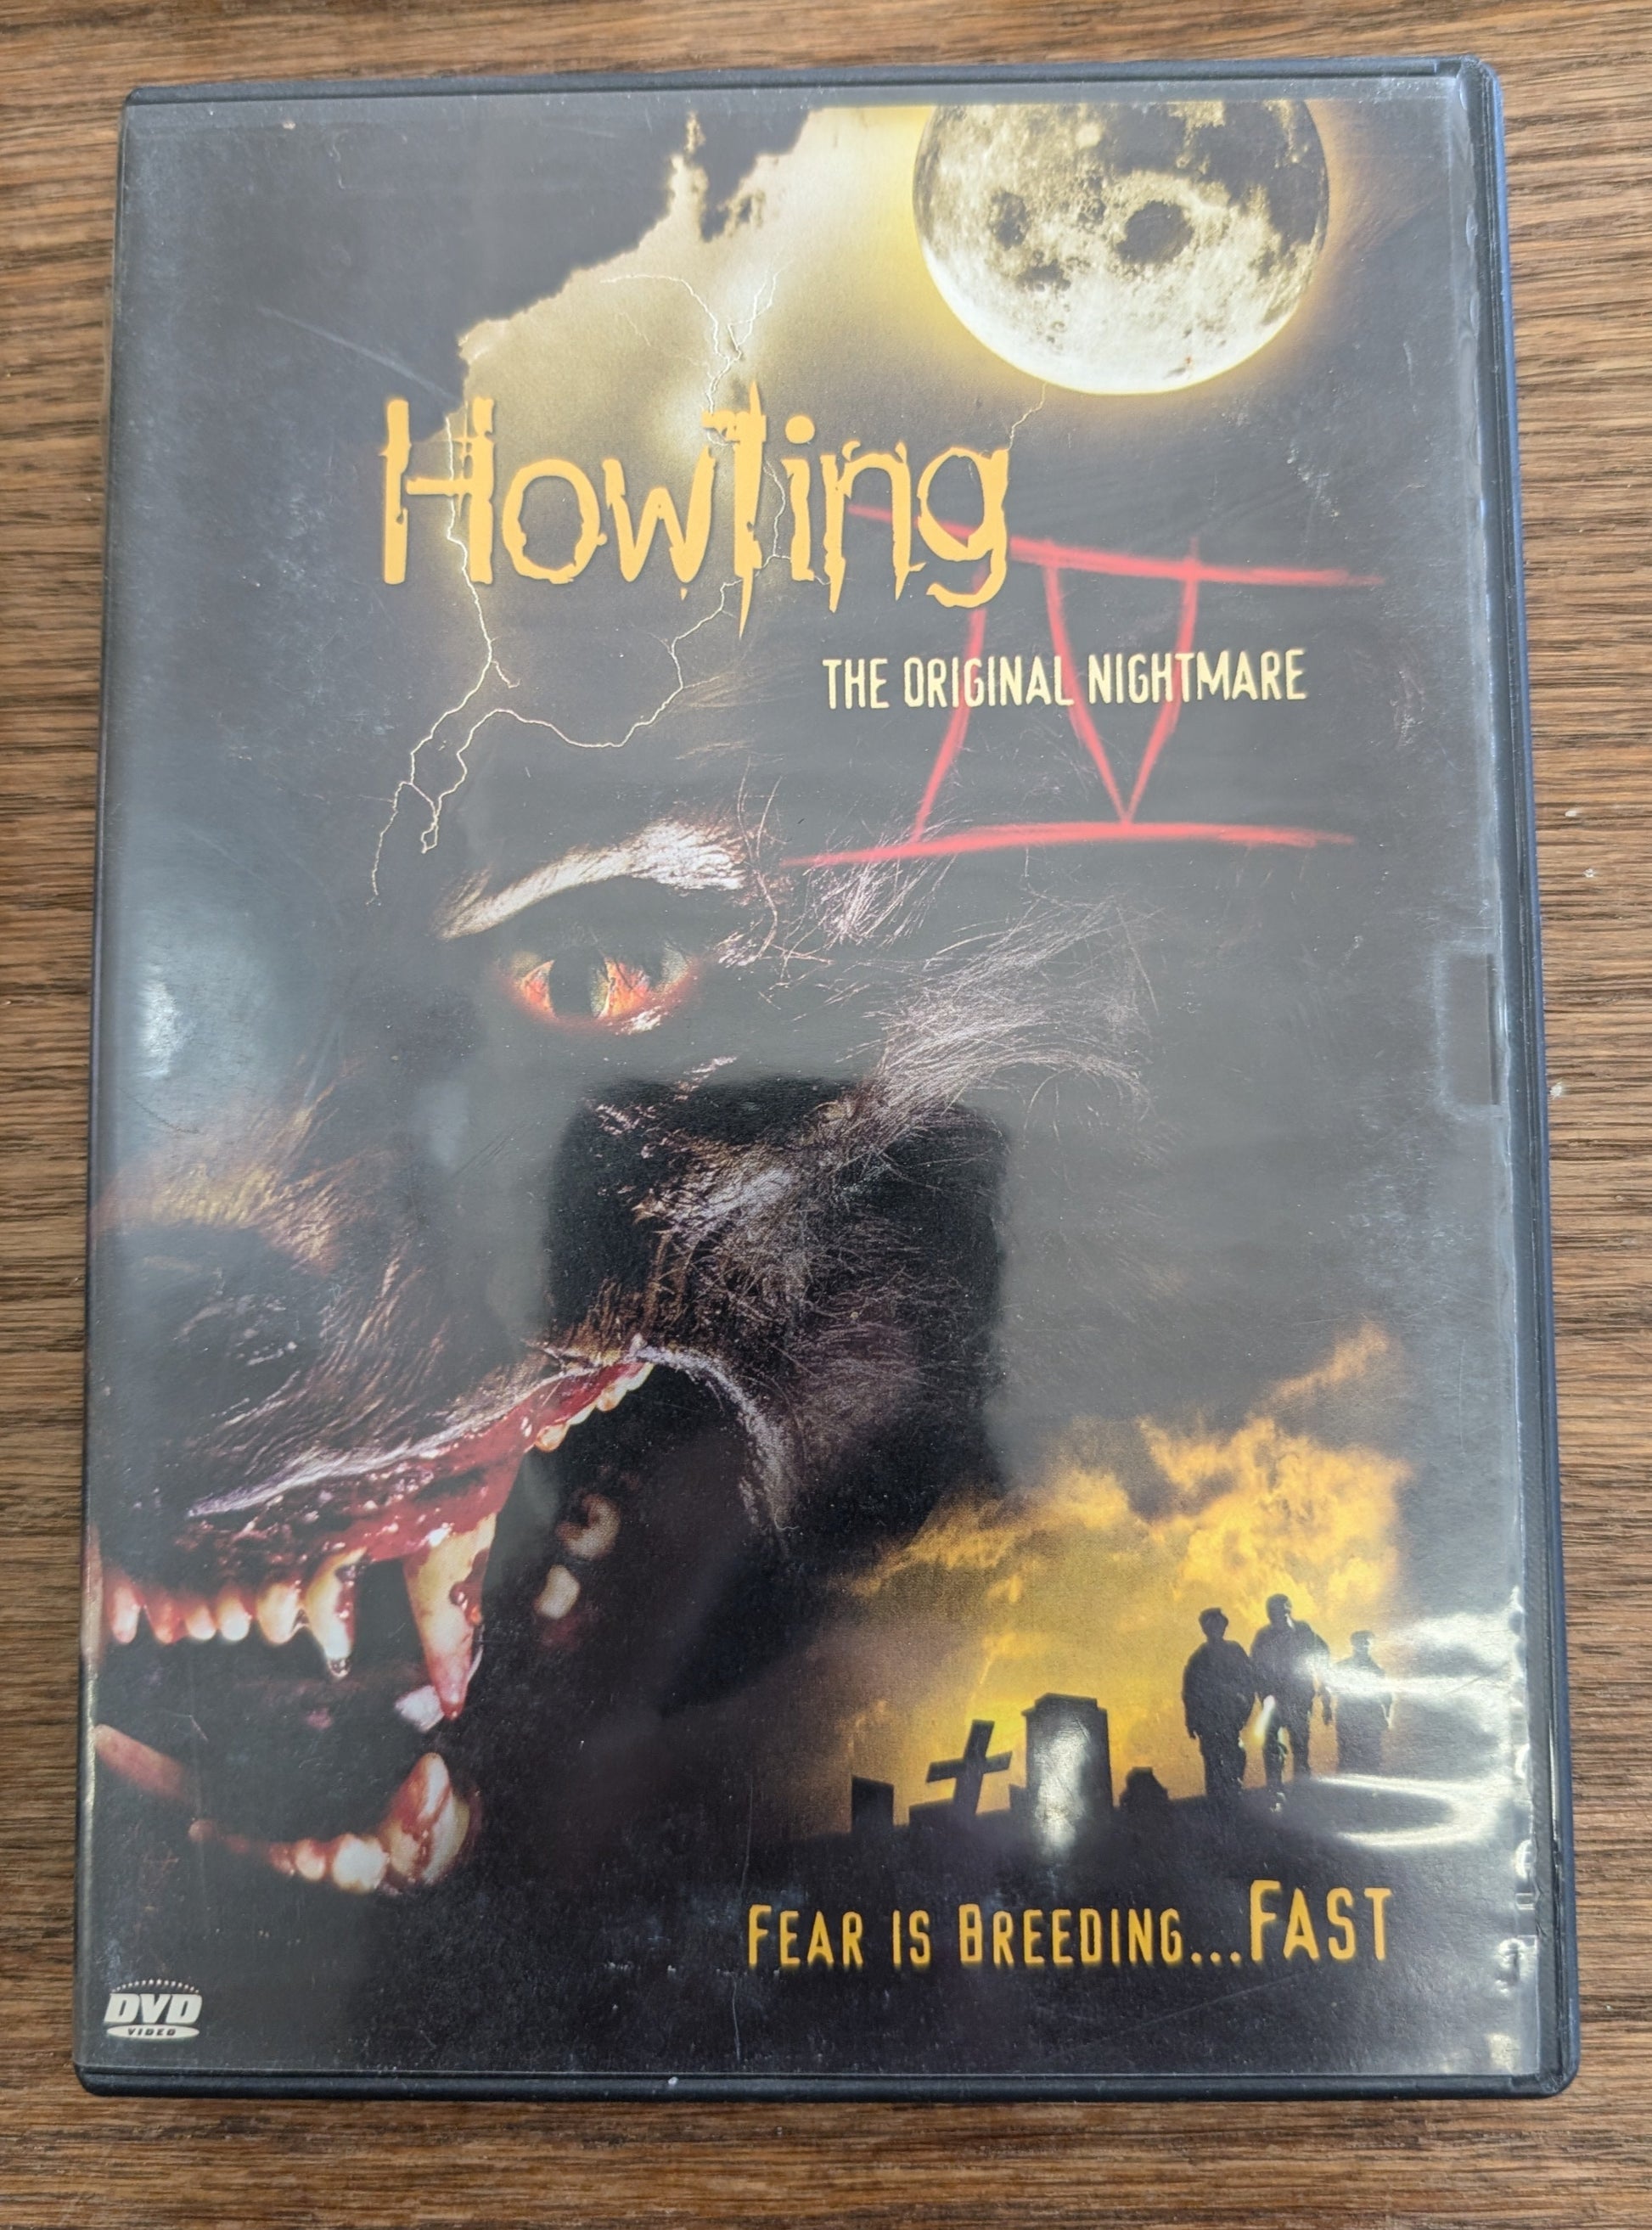 Howling
IV
THE ORIGINAL NIGHTMARE
FEAR IS BREEDING...FAST
DVD
VIDEO